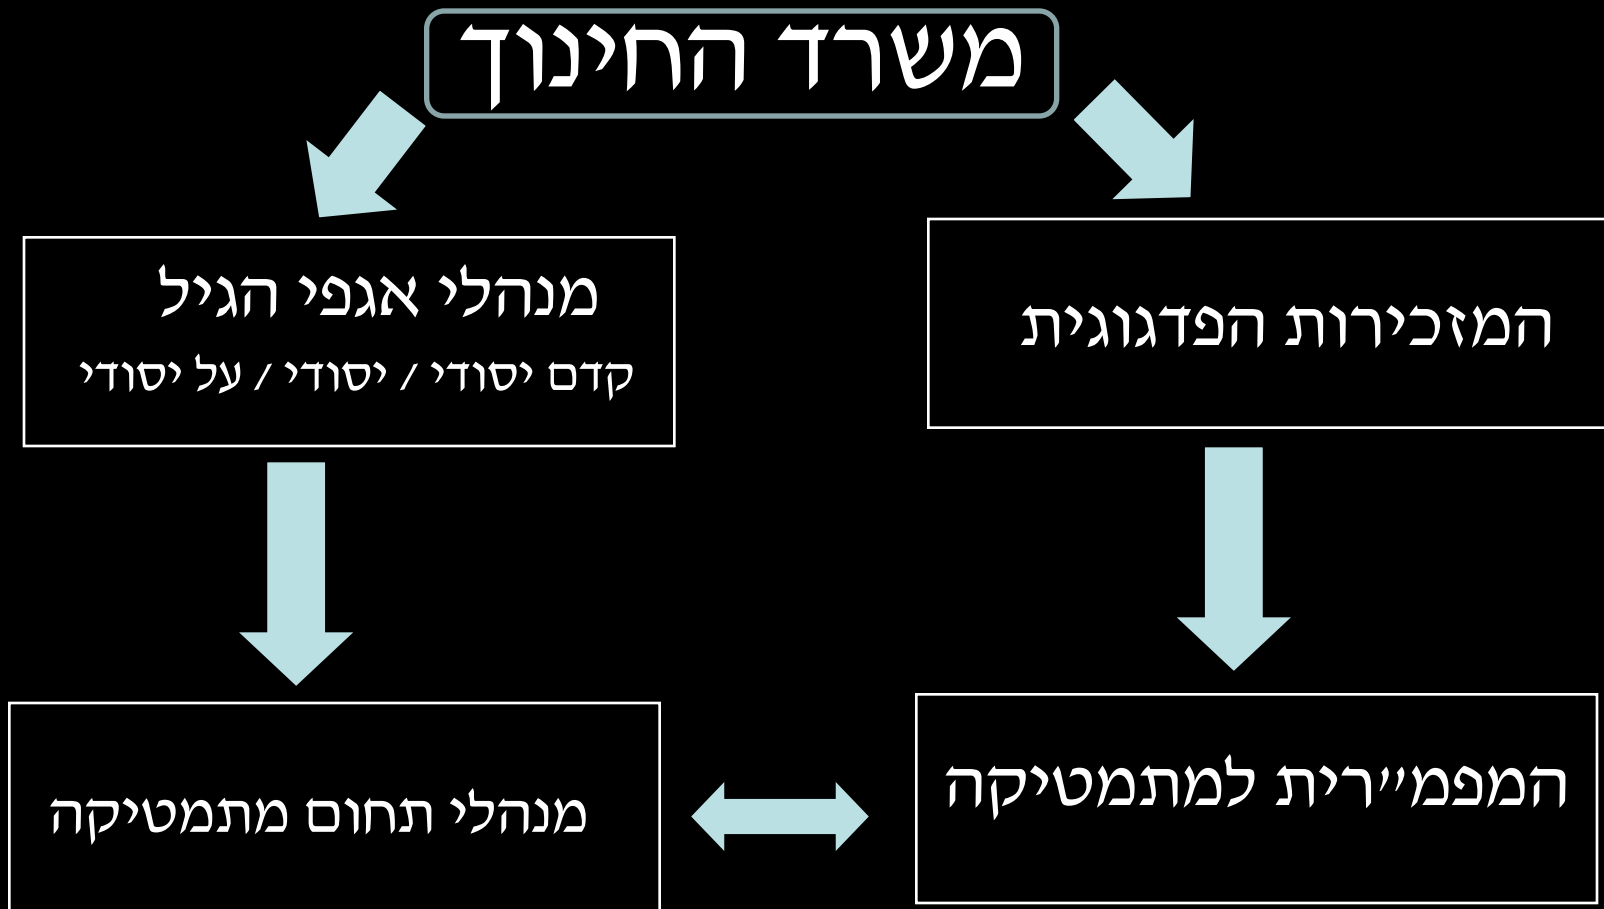 משרד החינוך
המזכירות הפדגוגית
מנהלי אגפי הגיל
קדם יסודי / יסודי / על יסודי
המפמ״רית למתמטיקה
מנהלי תחום מתמטיקה